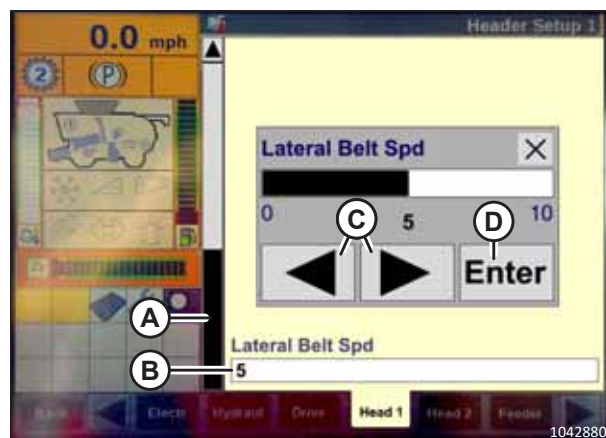 0.0 mph
Header Setup 1
2
P
Lateral Belt Spd
0 5 10
C
D
Enter
A
Lateral Belt Spd
B
5
Back Electr Hydraul Drive Head 1 Head 2 Feeder
1042880